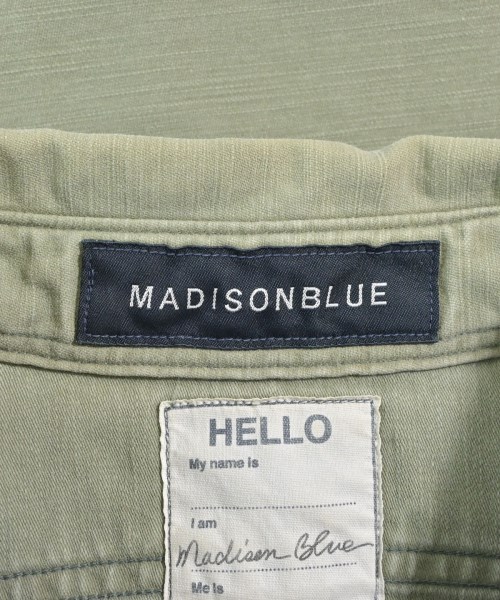 MADISONBLUE
HELLO
My name is
I am
Madison Blue
Me is